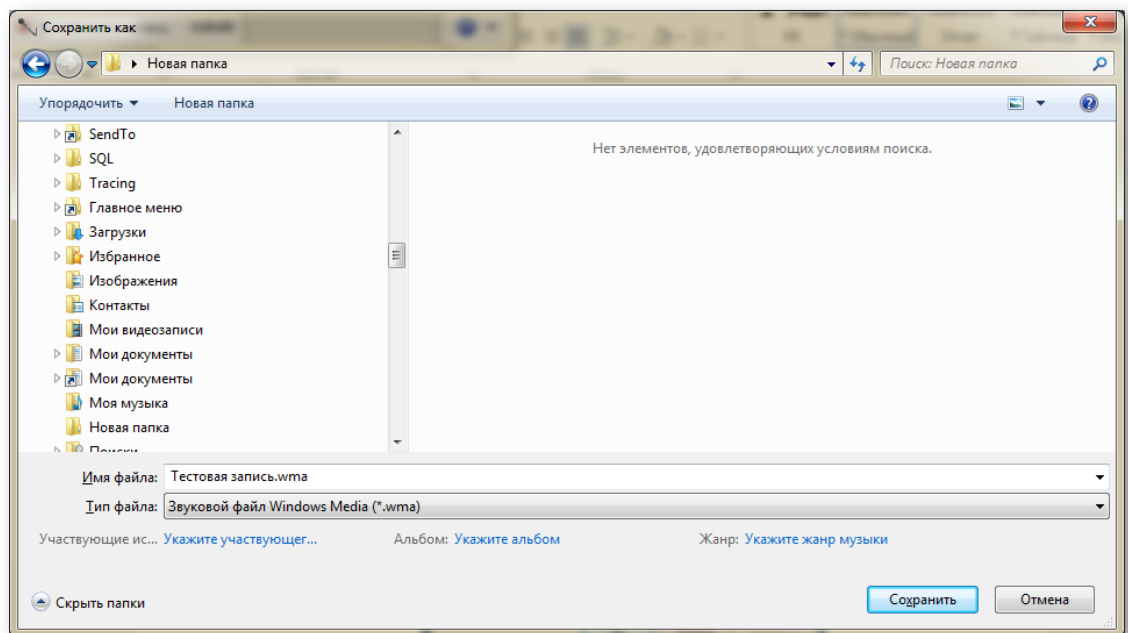 Сохранить как
Новая папка
Поиск: Новая папка
Упорядочить
Новая папка
SendTo
Нет элементов, удовлетворяющих условиям поиска.
SQL
Tracing
Главное меню
Загрузки
Избранное
Изображения
Контакты
Мои видеозаписи
Мои документы
Мои документы
Моя музыка
Новая папка
Поиски
Имя файла: Тестовая запись.wma
Тип файла: Звуковой файл Windows Media (*.wma)
Участвующие ис... Укажите участвующег... Альбом: Укажите альбом Жанр: Укажите жанр музыки
Скрыть папки
Сохранить
Отмена